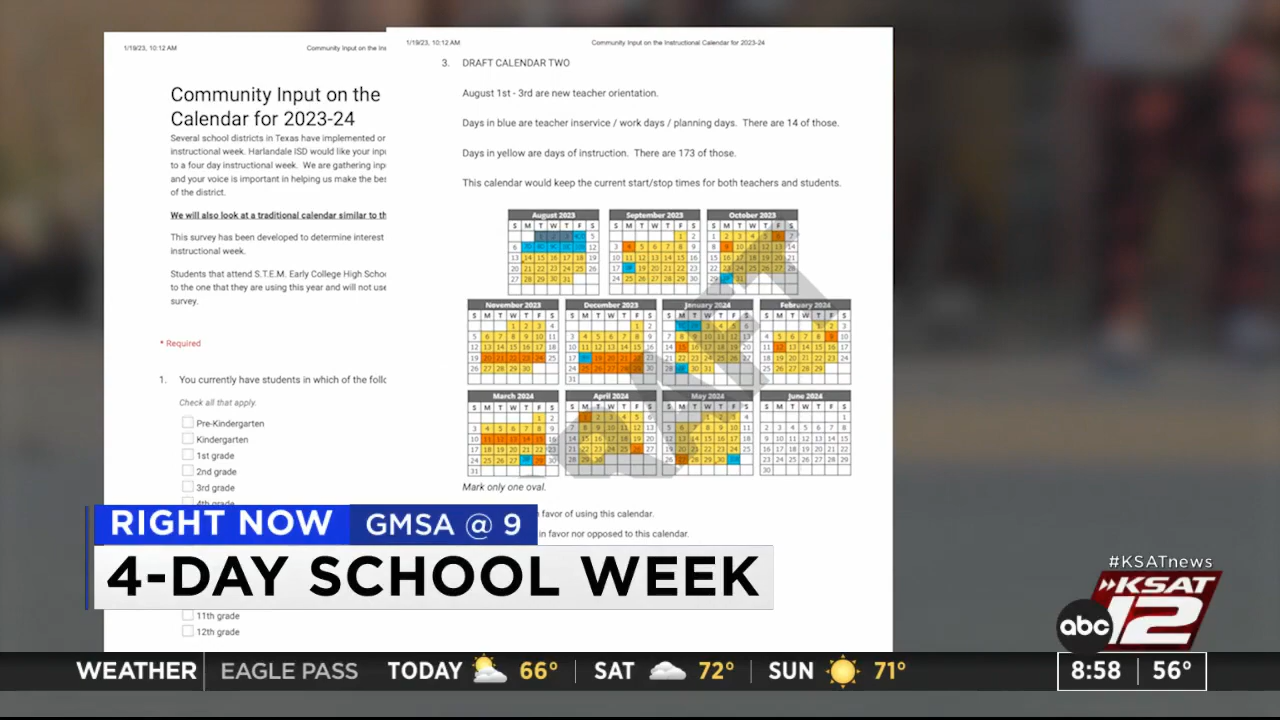 1/19/23, 10:12 AM
Community Input on the Ins
Community Input on the
Calendar for 2023-24
Several school districts in Texas have implemented or
instructional week. Harlandale ISD would like your inpu
to a four day instructional week. We are gathering inp
and your voice is important in helping us make the bes
of the district.
We will also look at a traditional calendar similar to th
This survey has been developed to determine interest
instructional week.
Students that attend S.T.E.M. Early College High Schoo
to the one that they are using this year and will not use
survey.
* Required
1. You currently have students in which of the follo
Check all that apply.
Pre-Kindergarten
Kindergarten
1st grade
2nd grade
3rd grade
4th grade
11th grade
12th grade
1/19/23, 10:12 AM
Community Input on the Instructional Calendar for 2023-24
3. DRAFT CALENDAR TWO
August 1st - 3rd are new teacher orientation.
Days in blue are teacher inservice / work days / planning days. There are 14 of those.
Days in yellow are days of instruction. There are 173 of those.
This calendar would keep the current start/stop times for both teachers and students.
August 2023
September 2023
October 2023
November 2023
December 2023
January 2024
February 2024
March 2024
April 2024
May 2024
June 2024
DRAFT
Mark only one oval.
favor of using this calendar.
in favor nor opposed to this calendar.
RIGHT NOW GMSA @ 9
4-DAY SCHOOL WEEK
#KSATnews
KSAT
abc 12
WEATHER EAGLE PASS TODAY 66° SAT 72° SUN 71°
8:58 56°